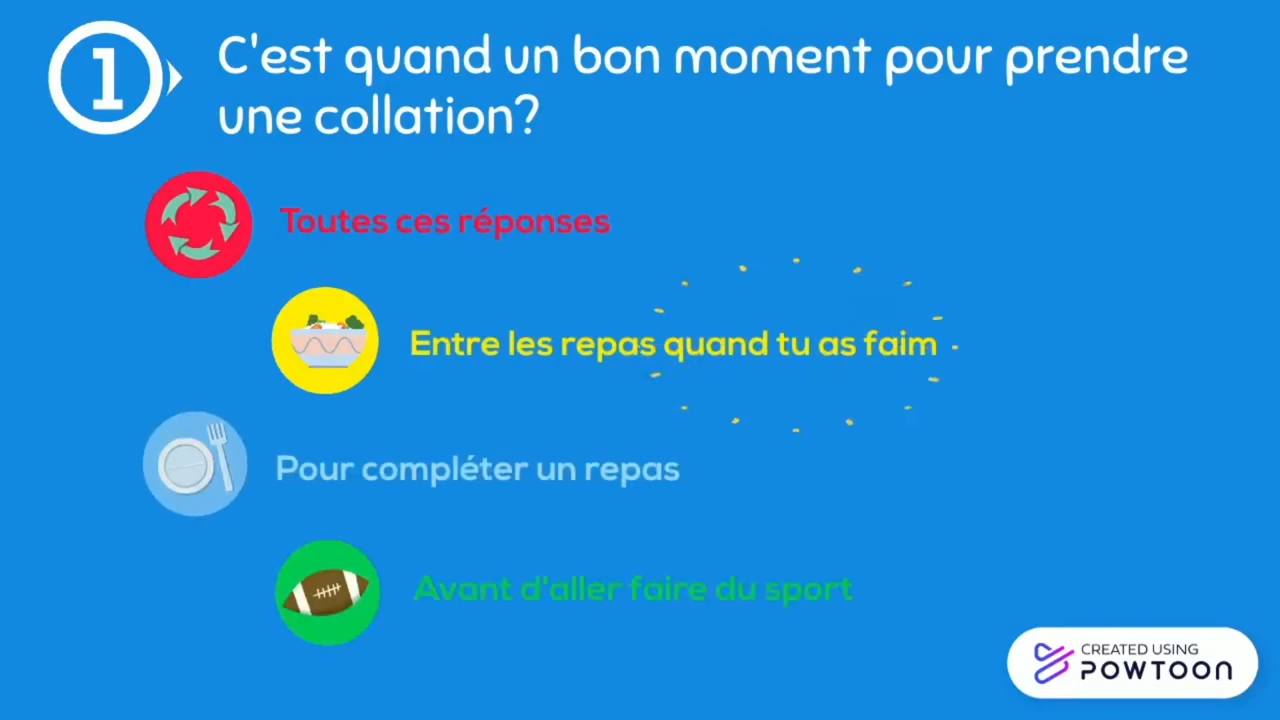 1
C'est quand un bon moment pour prendre
une collation?
Toutes ces réponses
Entre les repas quand tu as faim
Pour compléter un repas
Avant d'aller faire du sport
CREATED USING
POWTOON